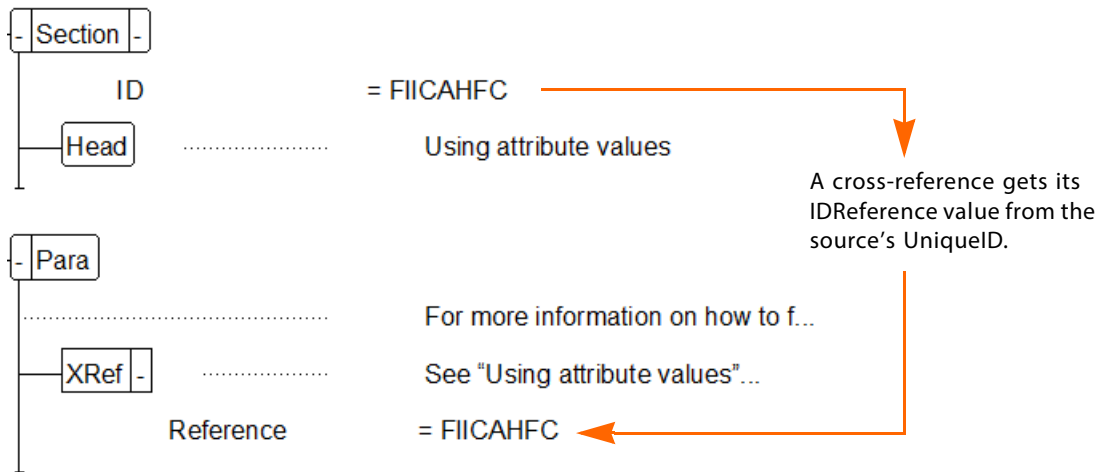 - Section -
ID = FIICAHFC
Head Using attribute values
A cross-reference gets its
IDReference value from the
source's UniqueID.
- Para
For more information on how to f...
XRef - See “Using attribute values”...
Reference = FIICAHFC